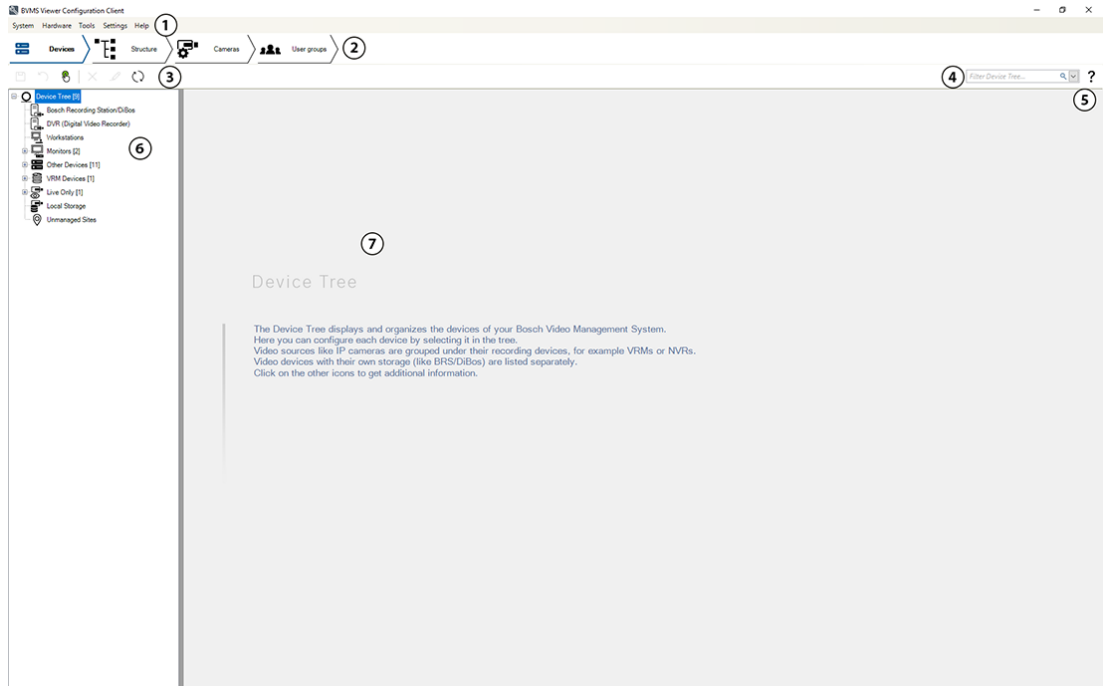 BVMS Viewer Configuration Client
System Hardware Tools Settings Help 1
Devices Structure Cameras User groups 2
3 4 Filter Device Tree... ?
5
Device Tree [9]
Bosch Recording Station/DiBos
DVR (Digital Video Recorder)
Workstations
6
Monitors [2]
Other Devices [11]
VRM Devices [1]
Live Only [1]
Local Storage
Unmanaged Sites
7
Device Tree
The Device Tree displays and organizes the devices of your Bosch Video Management System.
Here you can configure each device by selecting it in the tree.
Video sources like IP cameras are grouped under their recording devices, for example VRMs or NVRs.
Video devices with their own storage (like BRS/DiBos) are listed separately.
Click on the other icons to get additional information.